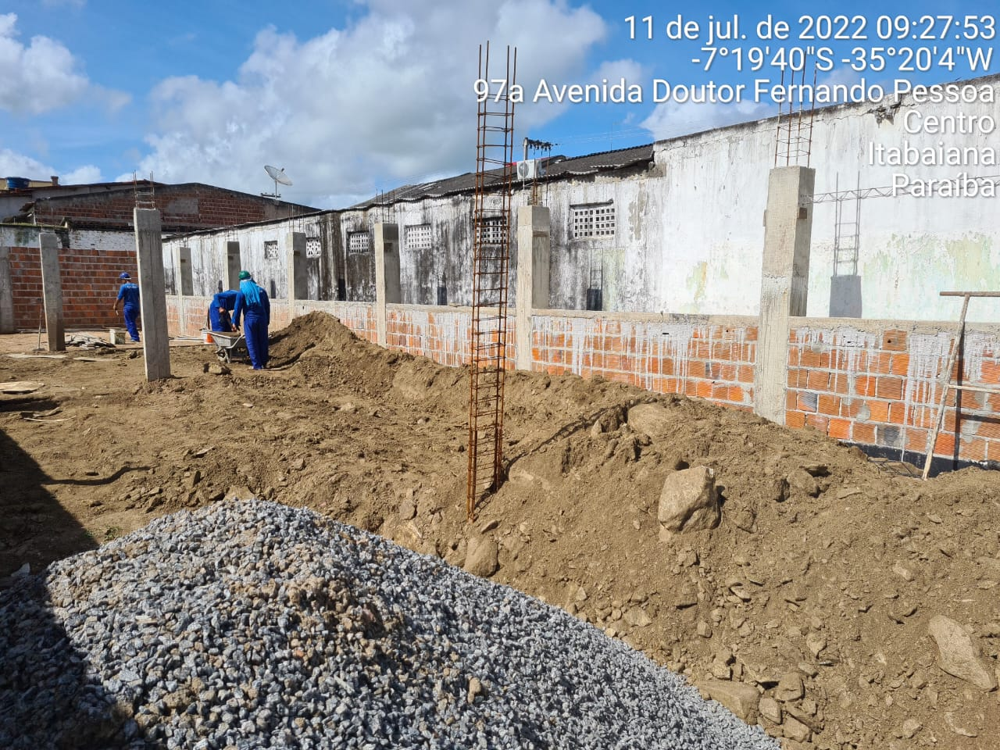 11 de jul. de 2022 09:27:53
-7°19'40"S -35°20'4"W
97a Avenida Doutor Fernando Pessoa
Centro
Itabaiana
Paraíba